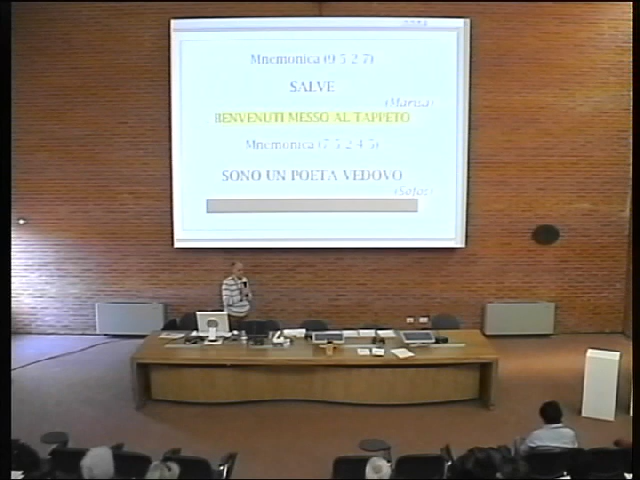 Mnemonica (9 5 2 7)
SALVE
(Marisa)
BENVENUTI MESSO AL TAPPETO
Mnemonica (7 5 2 4 5)
SONO UN POETA VEDOVO